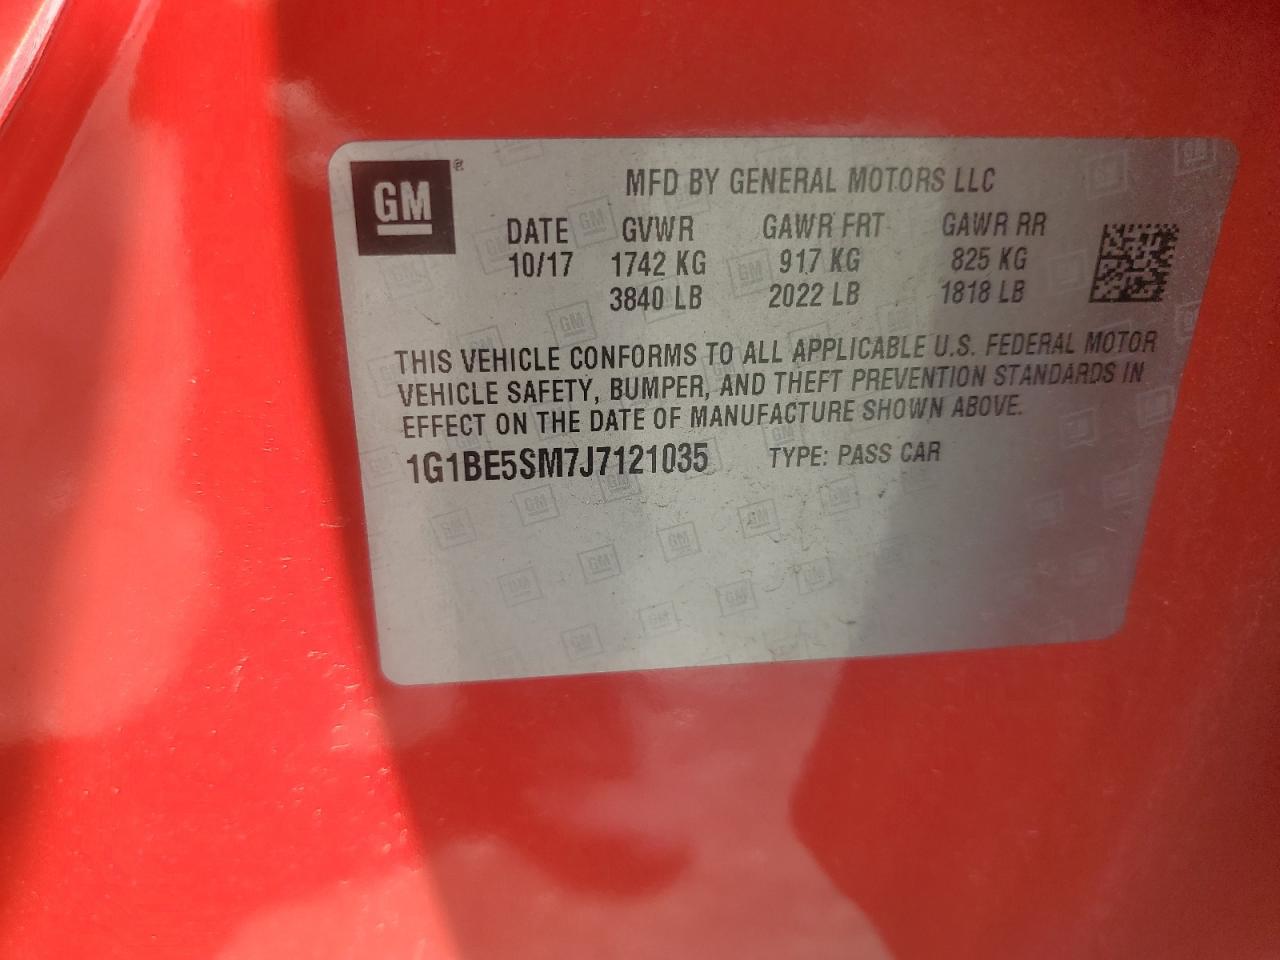 GM®
MFD BY GENERAL MOTORS LLC
DATE GVWR GAWR FRT GAWR RR
10/17 1742 KG 917 KG 825 KG
3840 LB 2022 LB 1818 LB
THIS VEHICLE CONFORMS TO ALL APPLICABLE U.S. FEDERAL MOTOR
VEHICLE SAFETY, BUMPER, AND THEFT PREVENTION STANDARDS IN
EFFECT ON THE DATE OF MANUFACTURE SHOWN ABOVE.
1G1BE5SM7J7121035 TYPE: PASS CAR